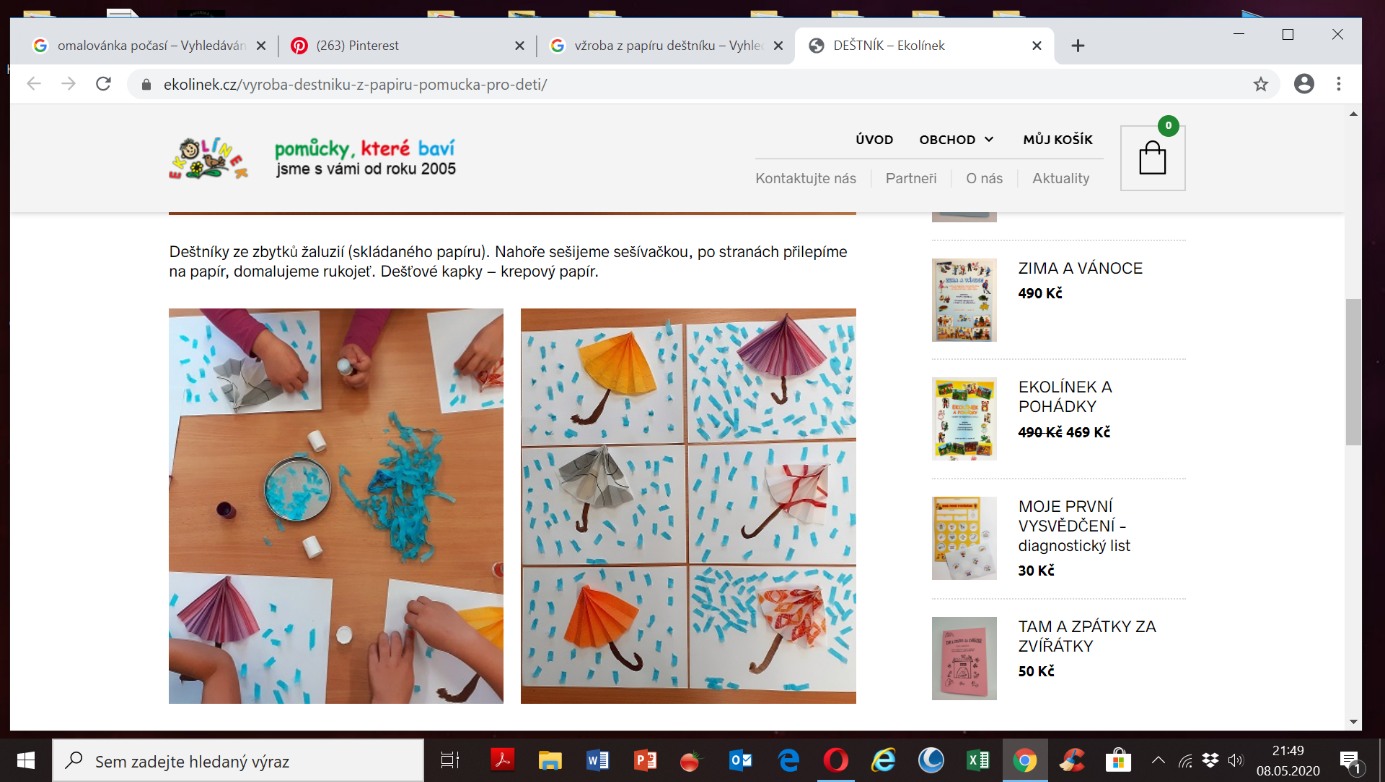 omalovánka počasí – Vyhledáván
(263) Pinterest
vžroba z papíru deštníku – Vyhle
DEŠTNÍK – Ekolínek
ekolinek.cz/vyroba-destniku-z-papiru-pomucka-pro-deti/
EKOLÍNEK
pomůcky, které baví
jsme s vámi od roku 2005
ÚVOD OBCHOD MŮJ KOŠÍK
0
Kontaktujte nás Partneři O nás Aktuality
Deštníky ze zbytků žaluzií (skládaného papíru). Nahoře sešijeme sešívačkou, po stranách přilepíme
na papír, domalujeme rukojeť. Dešťové kapky – krepový papír.
ZIMA A VÁNOCE
490 Kč
EKOLÍNEK A
POHÁDKY
490 Kč 469 Kč
MOJE PRVNÍ
VYSVĚDČENÍ -
diagnostický list
30 Kč
TAM A ZPÁTKY ZA
ZVÍŘÁTKY
50 Kč
Sem zadejte hledaný výraz
21:49
08.05.2020
1